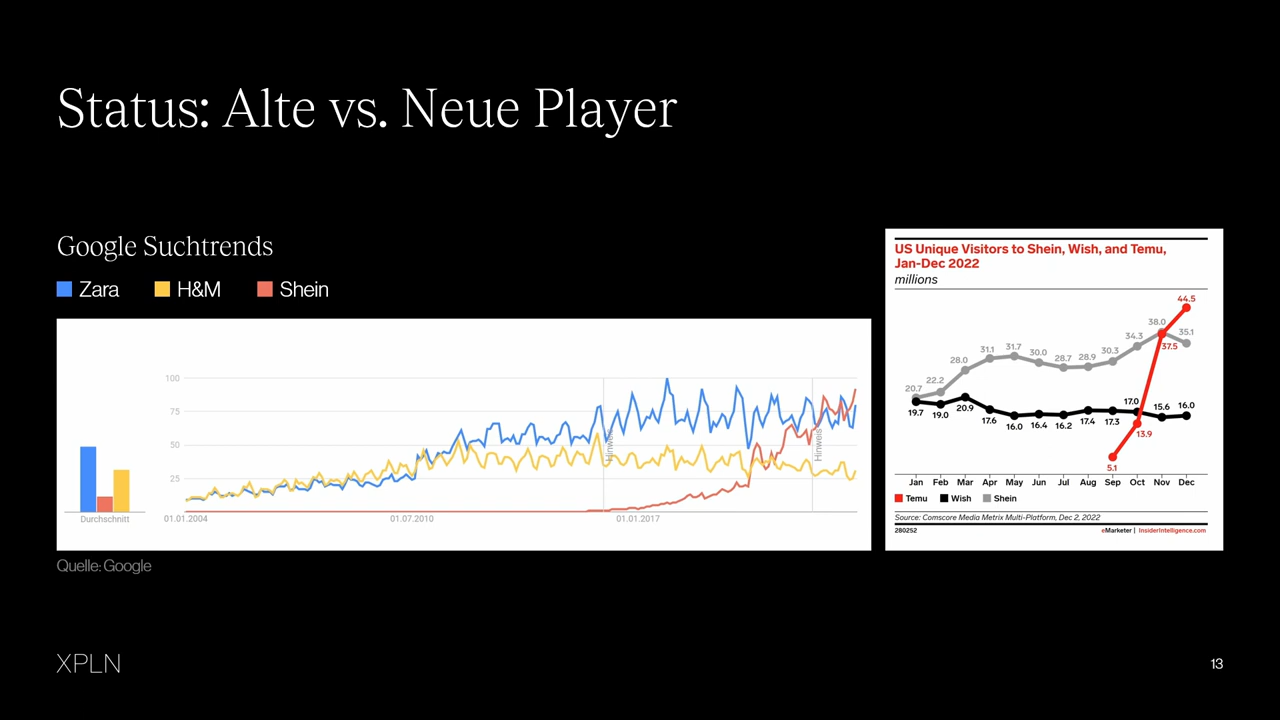 Status: Alte vs. Neue Player
Google Suchtrends
Zara H&M Shein
100
75
50
25
Hinweis
Hinweis
Durchschnitt
01.01.2004 01.07.2010 01.01.2017
Quelle: Google
US Unique Visitors to Shein, Wish, and Temu,
Jan-Dec 2022
millions
20.7 22.2 28.0 31.1 31.7 30.0 28.7 28.9 30.3 34.3 38.0 35.1
19.7 19.0 20.9 17.6 16.0 16.4 16.2 17.4 17.3 17.0 15.6 16.0
5.1 13.9 37.5 44.5
Jan Feb Mar Apr May Jun Jul Aug Sep Oct Nov Dec
Temu Wish Shein
Source: Comscore Media Metrix Multi-Platform, Dec 2, 2022
280252 eMarketer | InsiderIntelligence.com
XPLN
13